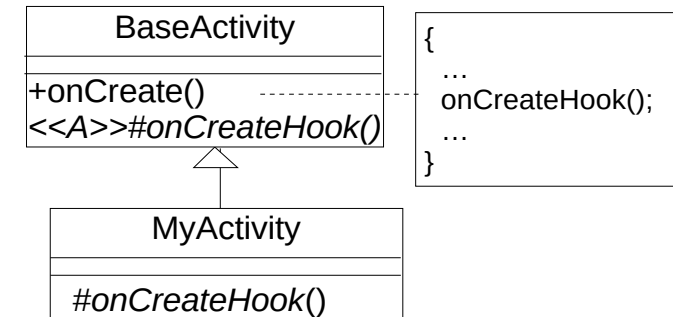 BaseActivity
+onCreate()
<<A>>#onCreateHook()
{
…
onCreateHook();
…
}
MyActivity
#onCreateHook()